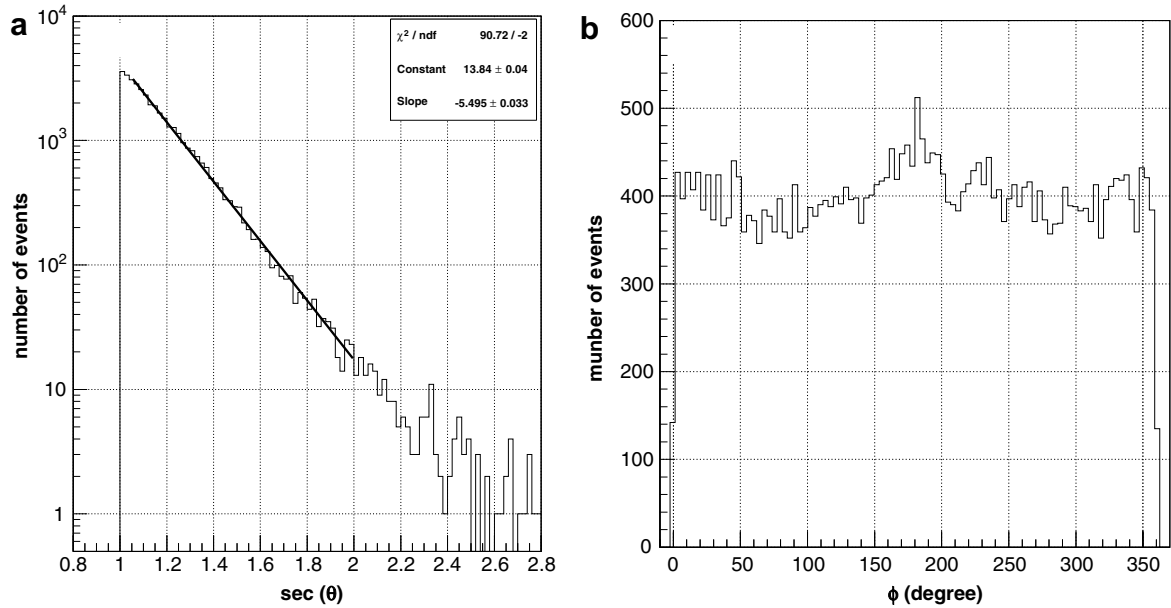 a
χ² / ndf 90.72 / -2
Constant 13.84 ± 0.04
Slope -5.495 ± 0.033
10⁴
10³
10²
10
1
number of events
0.8 1 1.2 1.4 1.6 1.8 2 2.2 2.4 2.6 2.8
sec (θ)
b
600
500
400
300
200
100
0
munber of events
0 50 100 150 200 250 300 350
ϕ (degree)